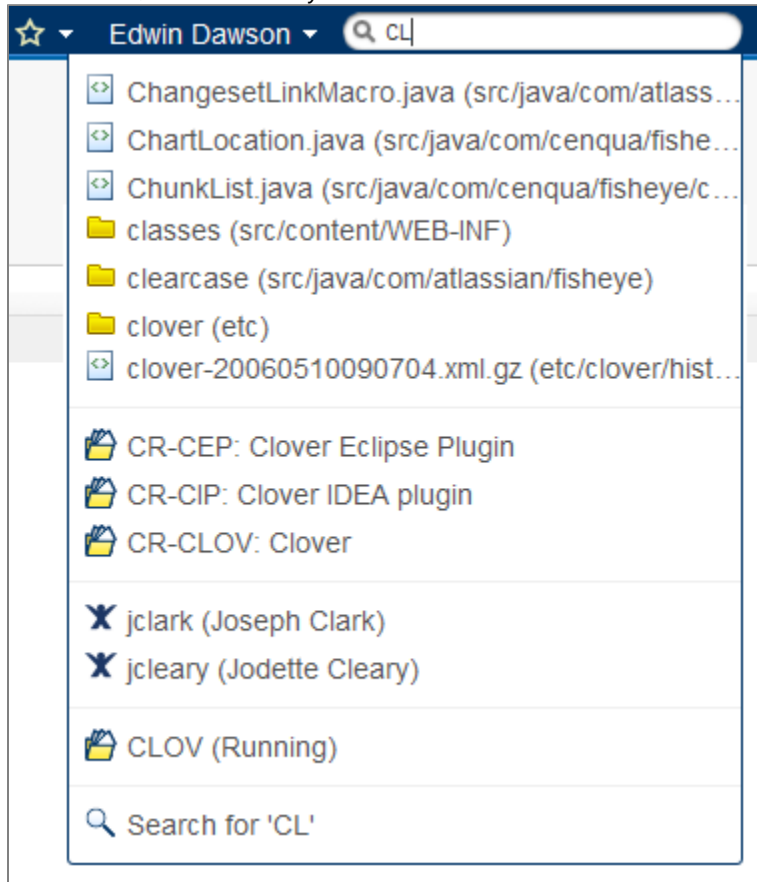 Edwin Dawson
CL
ChangesetLinkMacro.java (src/java/com/atlass...
ChartLocation.java (src/java/com/cenqua/fishe...
ChunkList.java (src/java/com/cenqua/fisheye/c...
classes (src/content/WEB-INF)
clearcase (src/java/com/atlassian/fisheye)
clover (etc)
clover-20060510090704.xml.gz (etc/clover/hist...
CR-CEP: Clover Eclipse Plugin
CR-CIP: Clover IDEA plugin
CR-CLOV: Clover
jclark (Joseph Clark)
jcleary (Jodette Cleary)
CLOV (Running)
Search for 'CL'